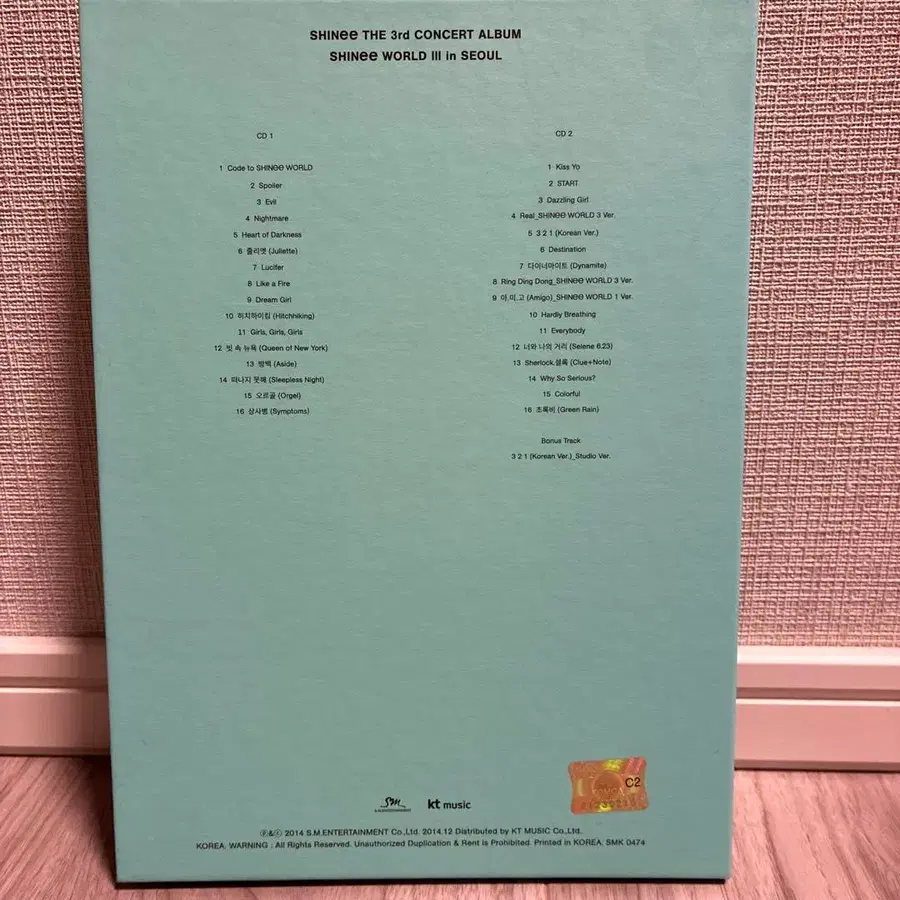 SHINee THE 3rd CONCERT ALBUM
SHINee WORLD III in SEOUL
CD 1
1 Code to SHINee WORLD
2 Spoiler
3 Evil
4 Nightmare
5 Heart of Darkness
6 줄리엣 (Juliette)
7 Lucifer
8 Like a Fire
9 Dream Girl
10 히치하이킹 (Hitchhiking)
11 Girls, Girls, Girls
12 빗 속 뉴욕 (Queen of New York)
13 방백 (Aside)
14 떠나지 못해 (Sleepless Night)
15 오르골 (Orgel)
16 상사병 (Symptoms)
CD 2
1 Kiss Yo
2 START
3 Dazzling Girl
4 Real_SHINee WORLD 3 Ver.
5 3 2 1 (Korean Ver.)
6 Destination
7 다이너마이트 (Dynamite)
8 Ring Ding Dong_SHINee WORLD 3 Ver.
9 아.미.고 (Amigo)_SHINee WORLD 1 Ver.
10 Hardly Breathing
11 Everybody
12 너와 나의 거리 (Selene 6.23)
13 Sherlock.셜록 (Clue+Note)
14 Why So Serious?
15 Colorful
16 초록비 (Green Rain)
Bonus Track
3 2 1 (Korean Ver.)_Studio Ver.
C2
SM
S.M.ENTERTAINMENT
kt music
ⓟ&ⓒ 2014 S.M.ENTERTAINMENT Co.,Ltd. 2014.12 Distributed by KT MUSIC Co.,Ltd.
KOREA. WARNING : All Rights Reserved. Unauthorized Duplication & Rent is Prohibited. Printed in KOREA. SMK 0474